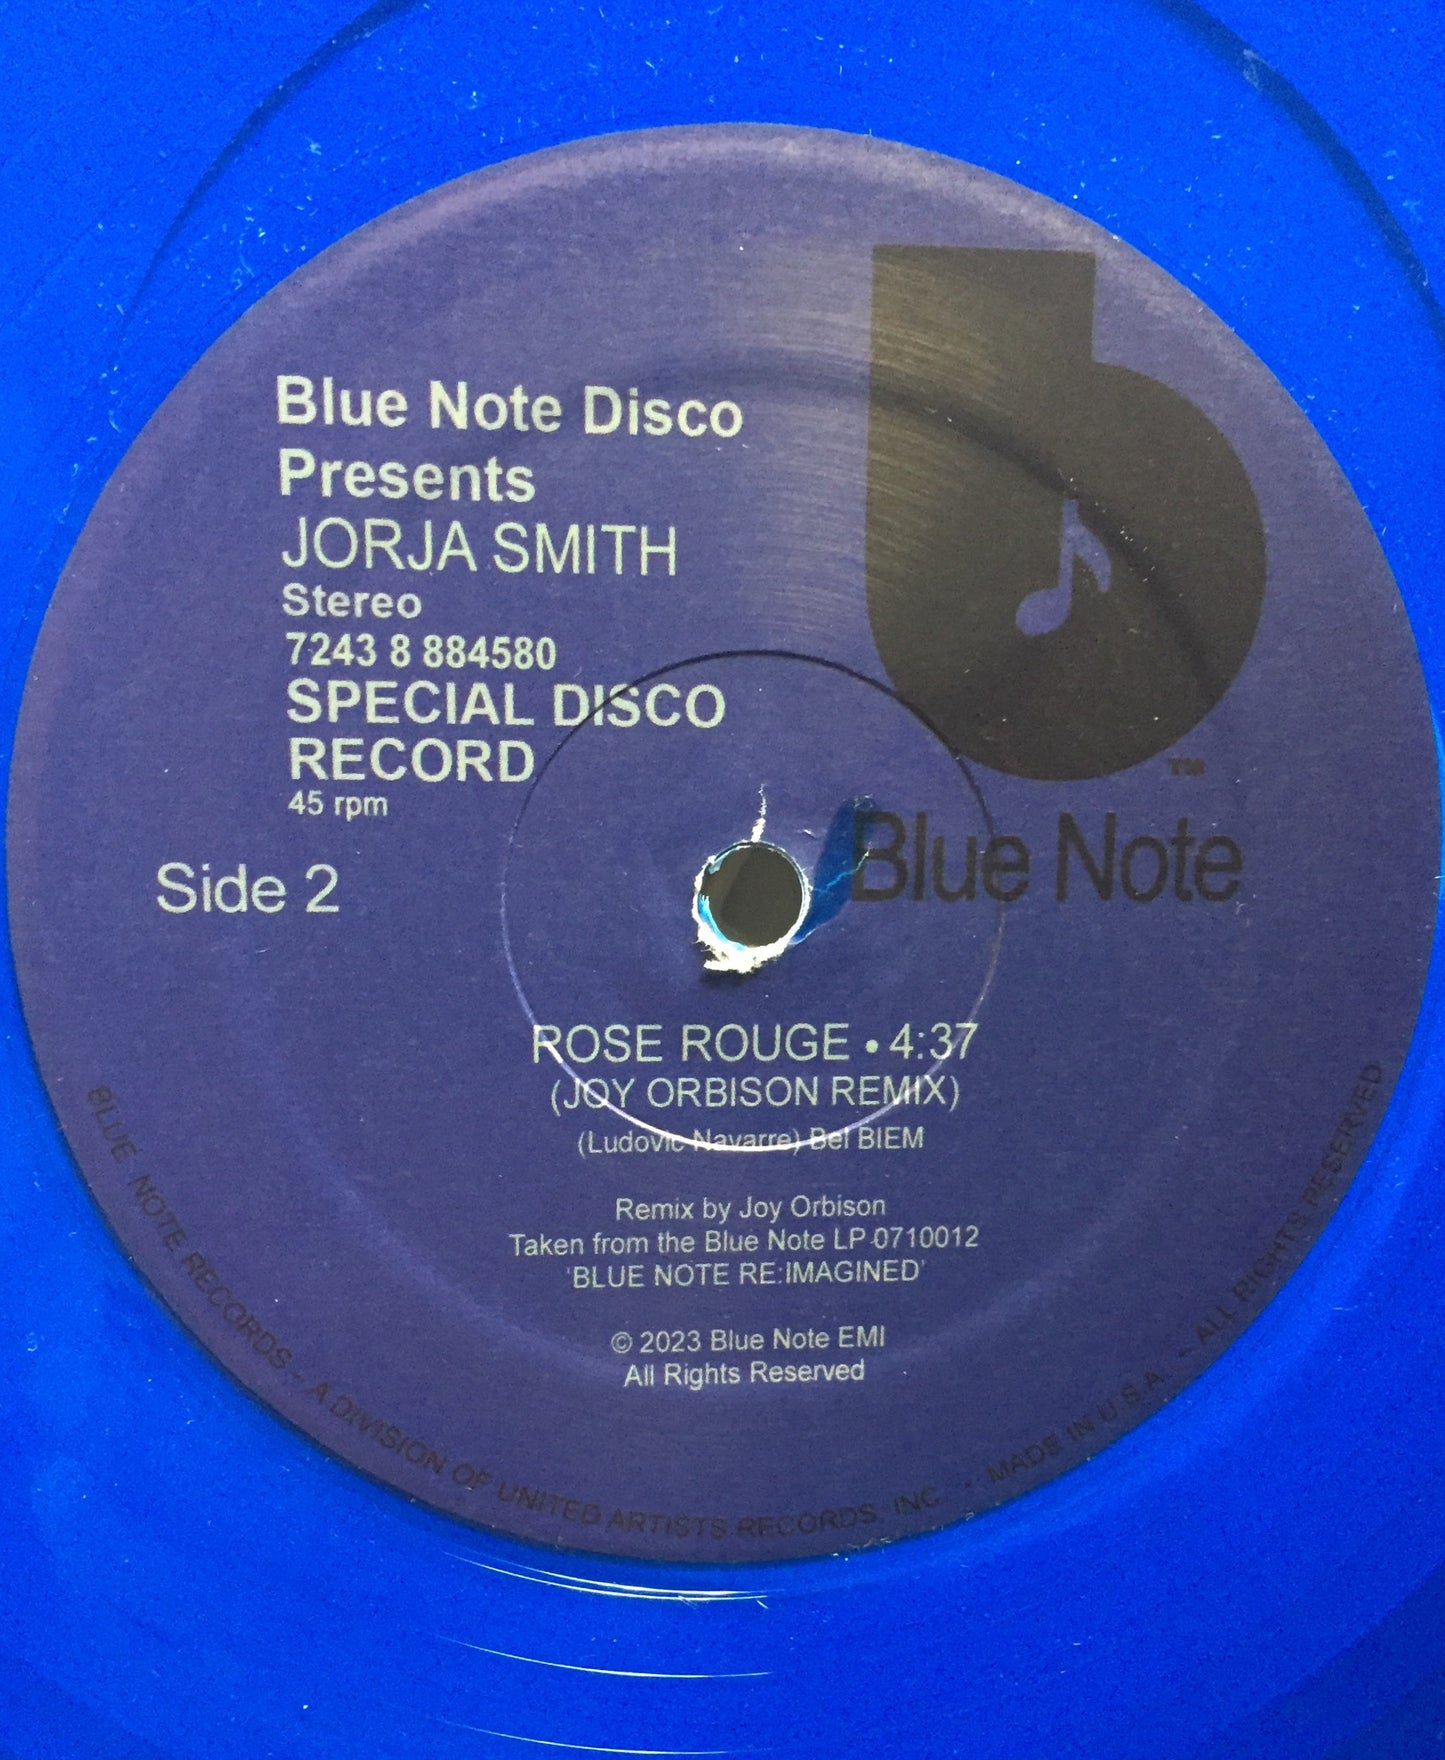 Blue Note Disco
Presents
JORJA SMITH
Stereo
7243 8 884580
SPECIAL DISCO
RECORD
45 rpm
Side 2
TM
Blue Note
ROSE ROUGE • 4:37
(JOY ORBISON REMIX)
(Ludovic Navarre) Bel BIEM
Remix by Joy Orbison
Taken from the Blue Note LP 0710012
'BLUE NOTE RE:IMAGINED'
© 2023 Blue Note EMI
All Rights Reserved
BLUE NOTE RECORDS - A DIVISION OF UNITED ARTISTS RECORDS, INC. • MADE IN U.S.A. - ALL RIGHTS RESERVED